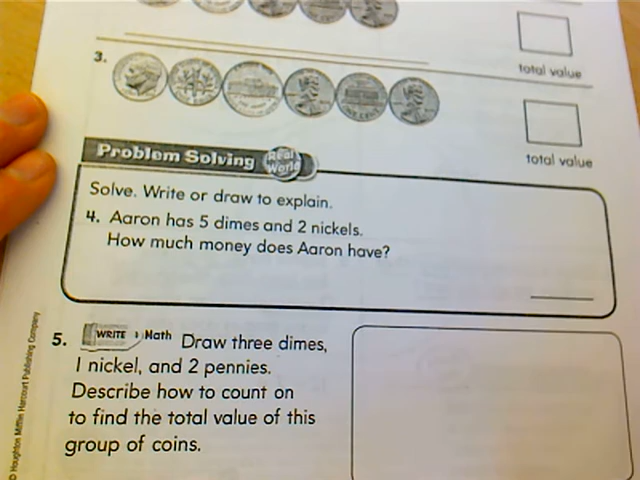 total value
3.
total value
Problem Solving Real World
Solve. Write or draw to explain.
4. Aaron has 5 dimes and 2 nickels.
How much money does Aaron have?
5. WRITE Math Draw three dimes,
1 nickel, and 2 pennies.
Describe how to count on
to find the total value of this
group of coins.
© Houghton Mifflin Harcourt Publishing Company